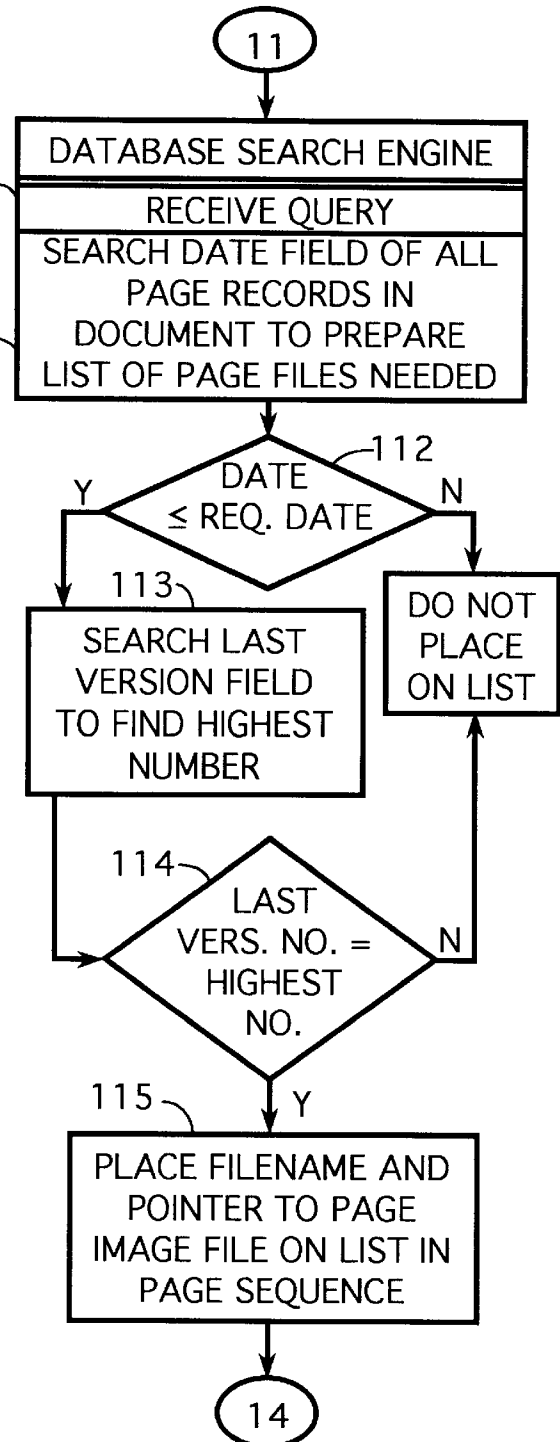 11
DATABASE SEARCH ENGINE
RECEIVE QUERY
SEARCH DATE FIELD OF ALL
PAGE RECORDS IN
DOCUMENT TO PREPARE
LIST OF PAGE FILES NEEDED
112
DATE
≤ REQ. DATE
Y
N
113
SEARCH LAST
VERSION FIELD
TO FIND HIGHEST
NUMBER
DO NOT
PLACE
ON LIST
114
LAST
VERS. NO. =
HIGHEST
NO.
N
Y
115
PLACE FILENAME AND
POINTER TO PAGE
IMAGE FILE ON LIST IN
PAGE SEQUENCE
14